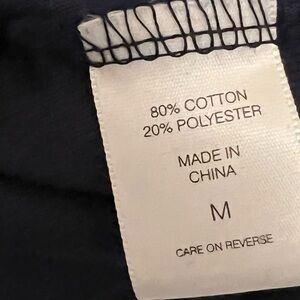 80% COTTON
20% POLYESTER
MADE IN
CHINA
M
CARE ON REVERSE